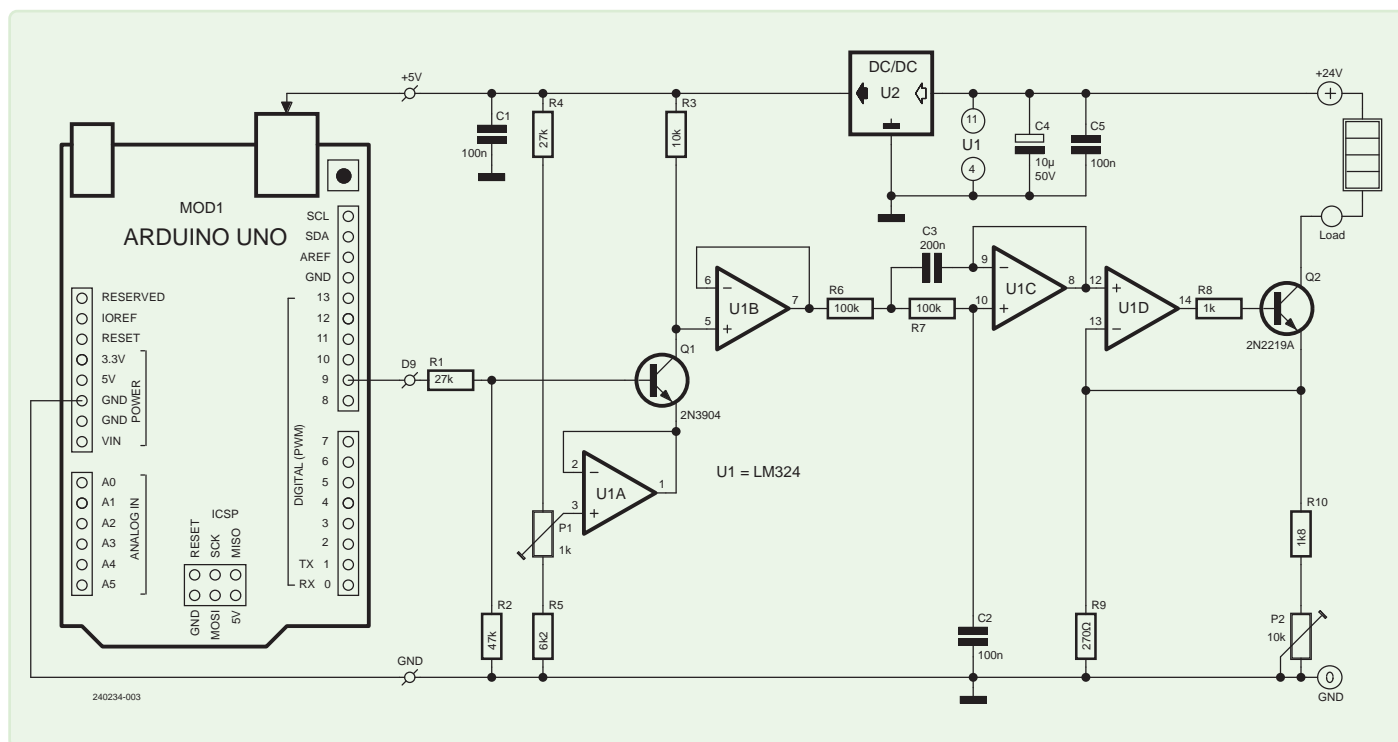 MOD1
ARDUINO UNO
RESERVED
IOREF
RESET
3.3V
5V
GND
GND
VIN
POWER
A0
A1
A2
A3
A4
A5
ANALOG IN
SCL
SDA
AREF
GND
13
12
11
10
9
8
7
6
5
4
3
2
TX 1
RX 0
DIGITAL (PWM)
ICSP
RESET
SCK
MISO
GND
MOSI
5V
240234-003
+5V
D9
GND
R1
27k
R2
47k
C1
100n
R4
27k
P1
1k
R5
6k2
R3
10k
Q1
2N3904
2
3
1
U1A
U1 = LM324
6
5
7
U1B
R6
100k
C3
200n
100k
R7
9
10
8
U1C
C2
100n
12
13
14
U1D
R8
1k
Q2
2N2219A
R9
270Ω
R10
1k8
P2
10k
DC/DC
U2
11
U1
4
C4
10µ
50V
C5
100n
+24V
Load
0
GND